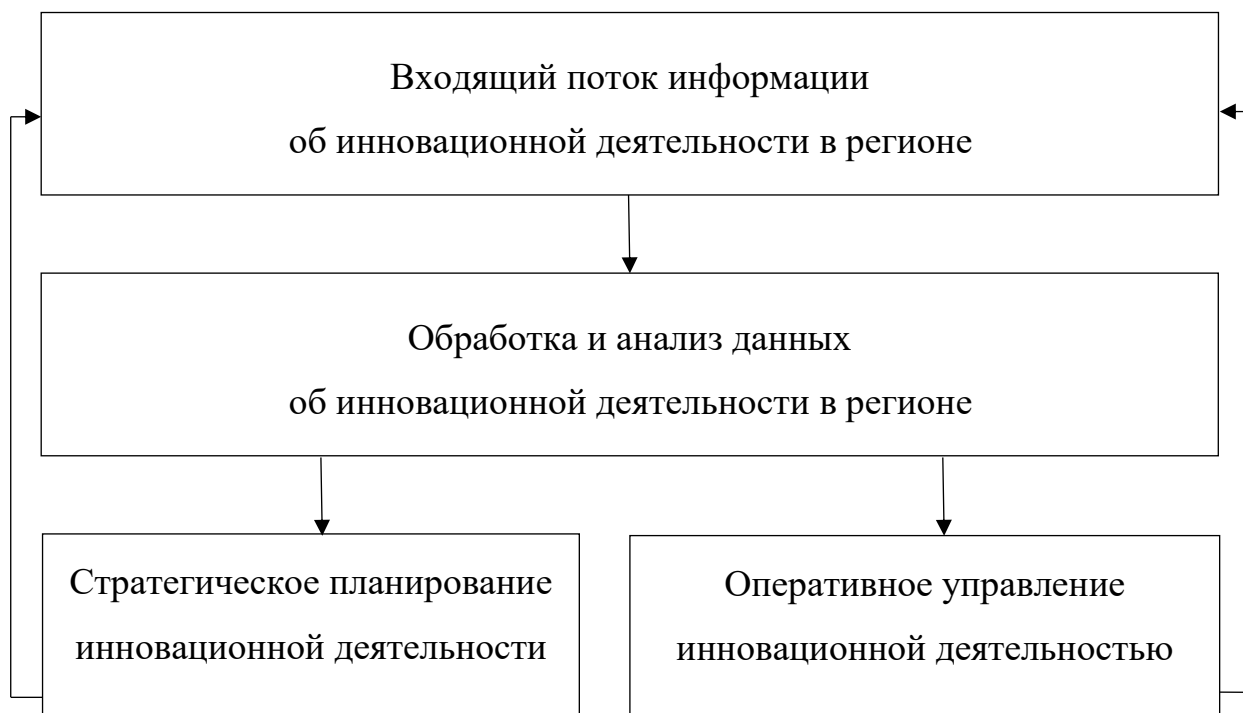 Входящий поток информации
об инновационной деятельности в регионе
Обработка и анализ данных
об инновационной деятельности в регионе
Стратегическое планирование
инновационной деятельности
Оперативное управление
инновационной деятельностью